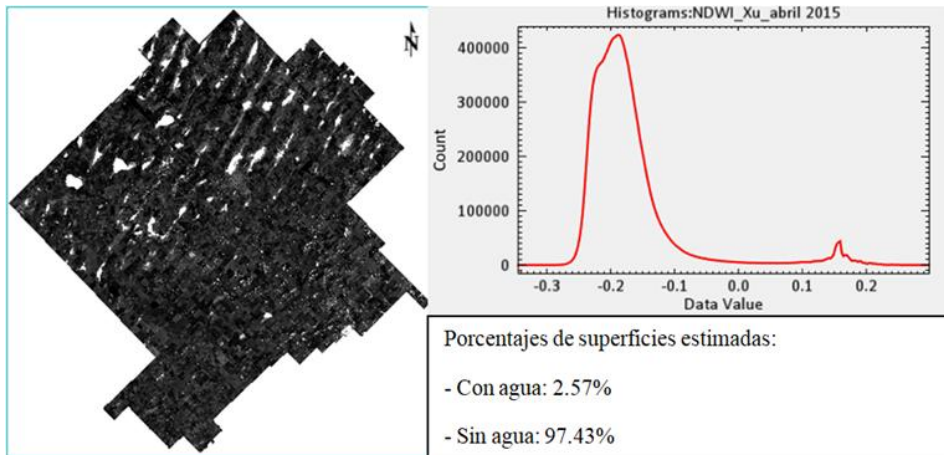 N
Histograms:NDWI_Xu_abril 2015
400000
300000
200000
100000
0
Count
-0.3 -0.2 -0.1 0.0 0.1 0.2
Data Value
Porcentajes de superficies estimadas:
- Con agua: 2.57%
- Sin agua: 97.43%